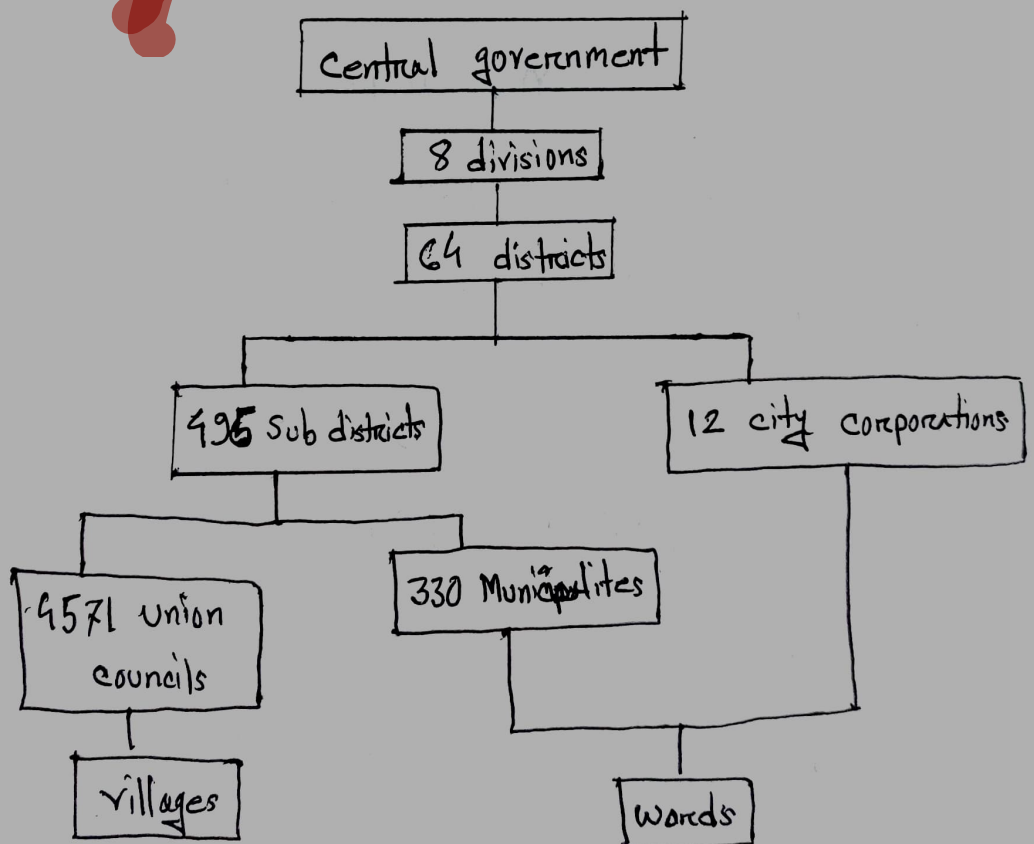 Central government
8 divisions
64 districts
495 Sub districts
12 city corporations
4571 union
councils
330 Municipalites
villages
words